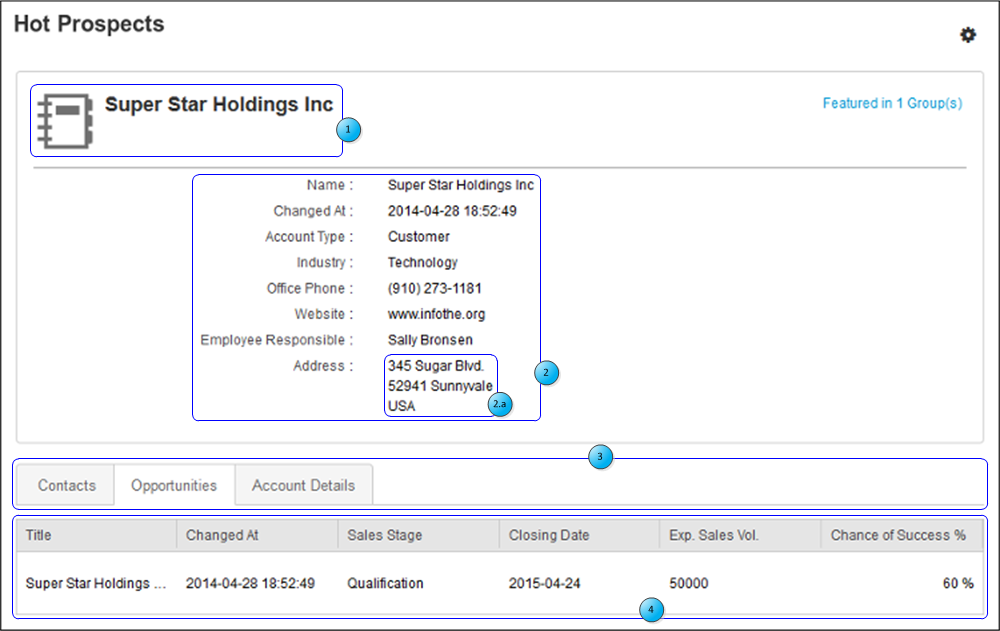 Hot Prospects
Super Star Holdings Inc
Featured in 1 Group(s)
1
Name : Super Star Holdings Inc
Changed At : 2014-04-28 18:52:49
Account Type : Customer
Industry : Technology
Office Phone : (910) 273-1181
Website : www.infothe.org
Employee Responsible : Sally Bronsen
Address : 345 Sugar Blvd.
52941 Sunnyvale
USA
2
2.a
3
Contacts Opportunities Account Details
Title Changed At Sales Stage Closing Date Exp. Sales Vol. Chance of Success %
Super Star Holdings ... 2014-04-28 18:52:49 Qualification 2015-04-24 50000 60 %
4